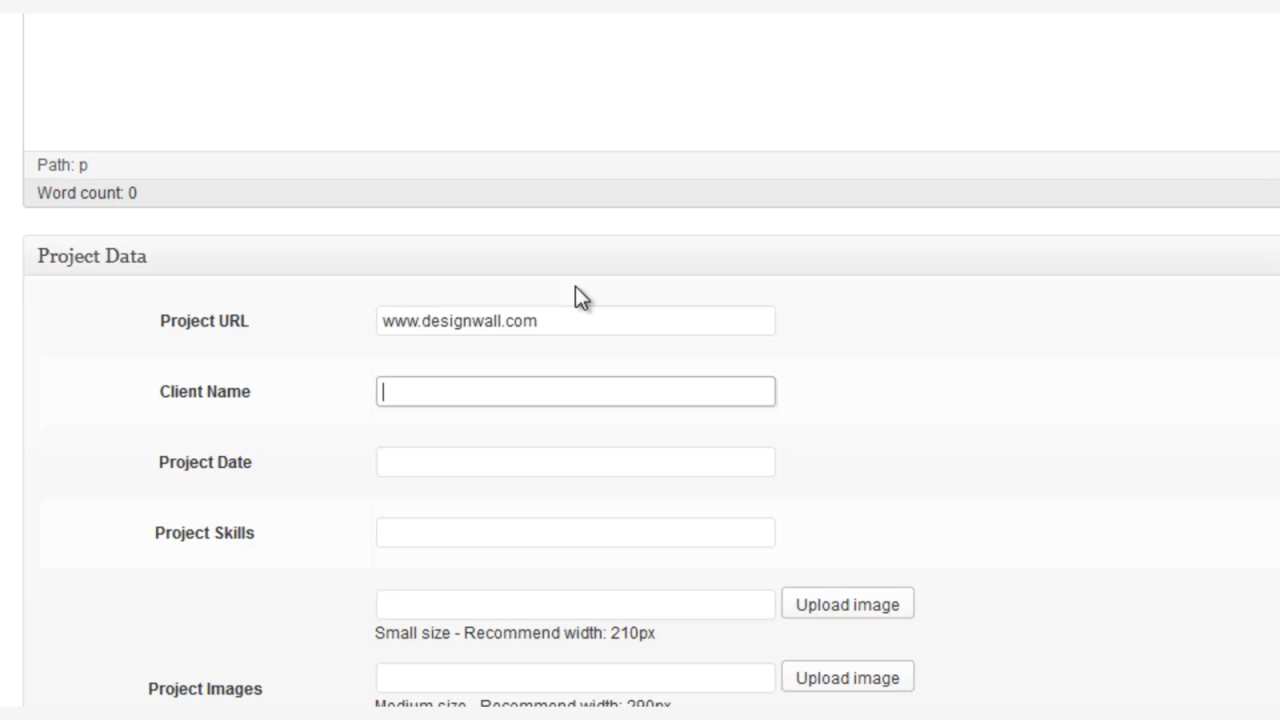 Path: p
Word count: 0
Project Data
Project URL www.designwall.com
Client Name
Project Date
Project Skills
Upload image
Small size - Recommend width: 210px
Project Images Upload image
Medium size - Recommend width: 290px